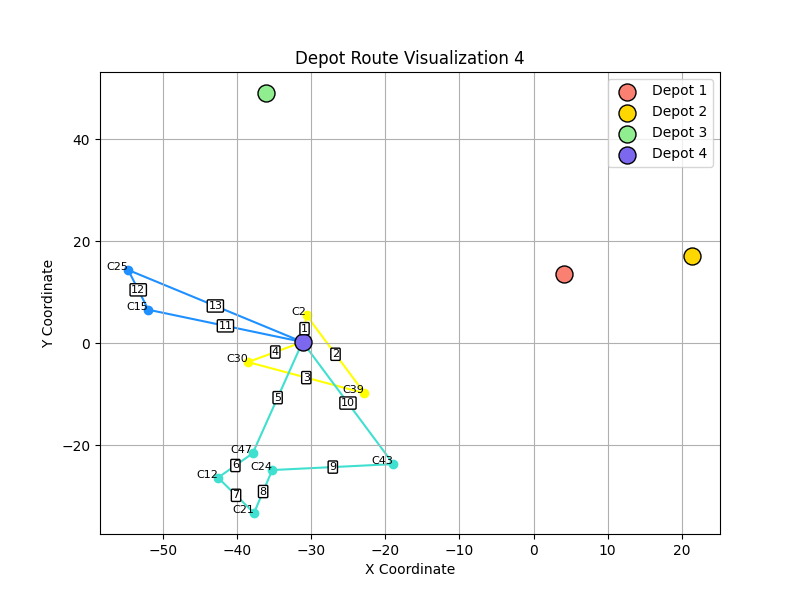 Depot Route Visualization 4
Depot 1
Depot 2
Depot 3
Depot 4
Y Coordinate
40
20
0
−20
C25
12
C15
13
11
C2
1
4
2
C30
3
C39
10
5
C47
6
C24
9
C43
C12
7
8
C21
−50
−40
−30
−20
−10
0
10
20
X Coordinate